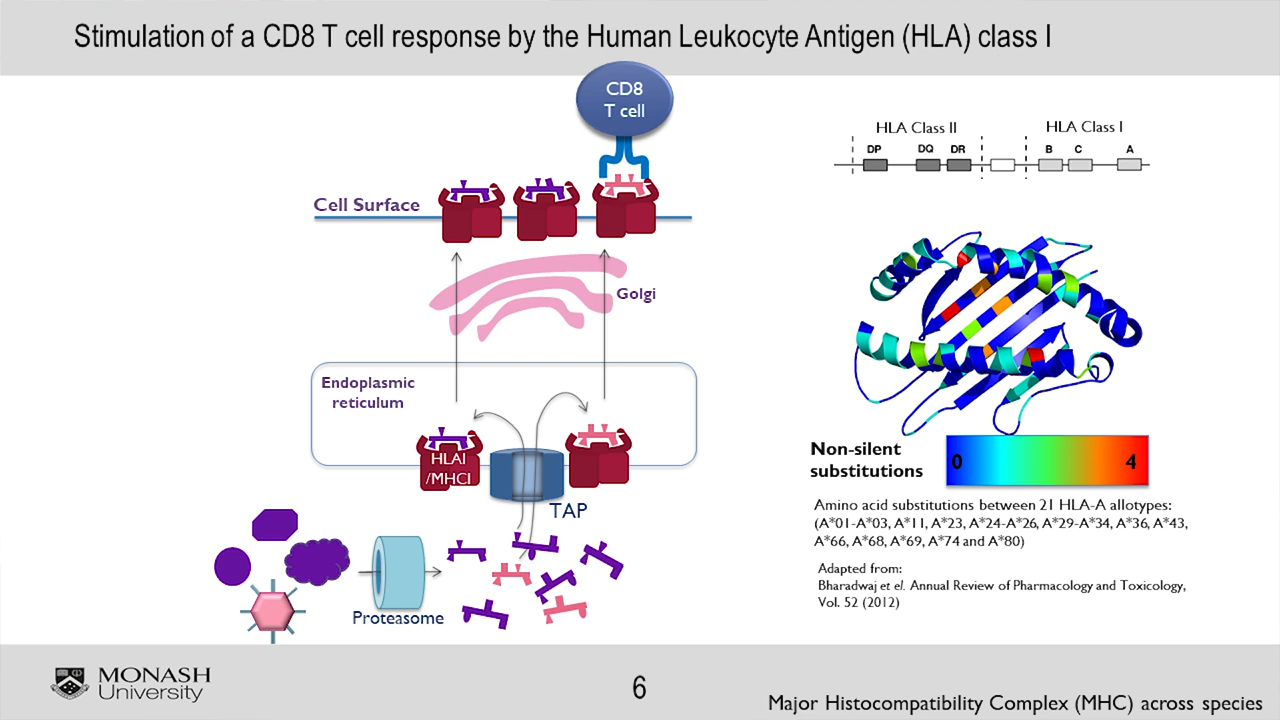 Stimulation of a CD8 T cell response by the Human Leukocyte Antigen (HLA) class I
CD8
T cell
Cell Surface
Golgi
Endoplasmic
reticulum
HLAI
/MHCI
TAP
Proteasome
HLA Class II
HLA Class I
DP
DQ
DR
B
C
A
Non-silent
substitutions
0
4
Amino acid substitutions between 21 HLA-A allotypes:
(A*01-A*03, A*11, A*23, A*24-A*26, A*29-A*34, A*36, A*43,
A*66, A*68, A*69, A*74 and A*80)
Adapted from:
Bharadwaj et el. Annual Review of Pharmacology and Toxicology,
Vol. 52 (2012)
MONASH
University
6
Major Histocompatibility Complex (MHC) across species